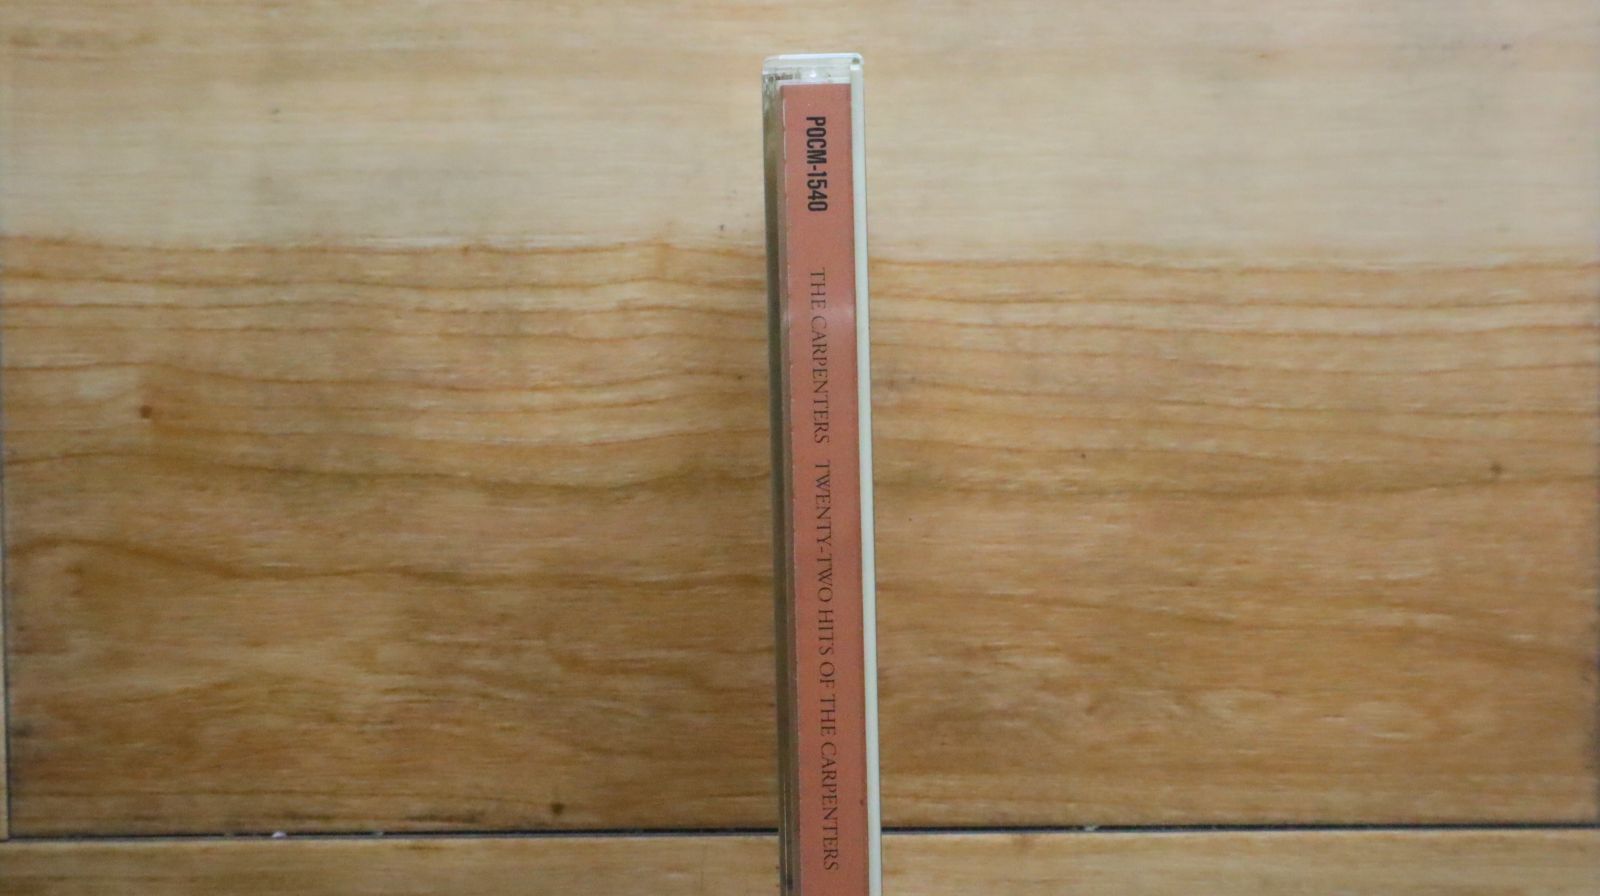 POCM-1540
THE CARPENTERS TWENTY-TWO HITS OF THE CARPENTERS